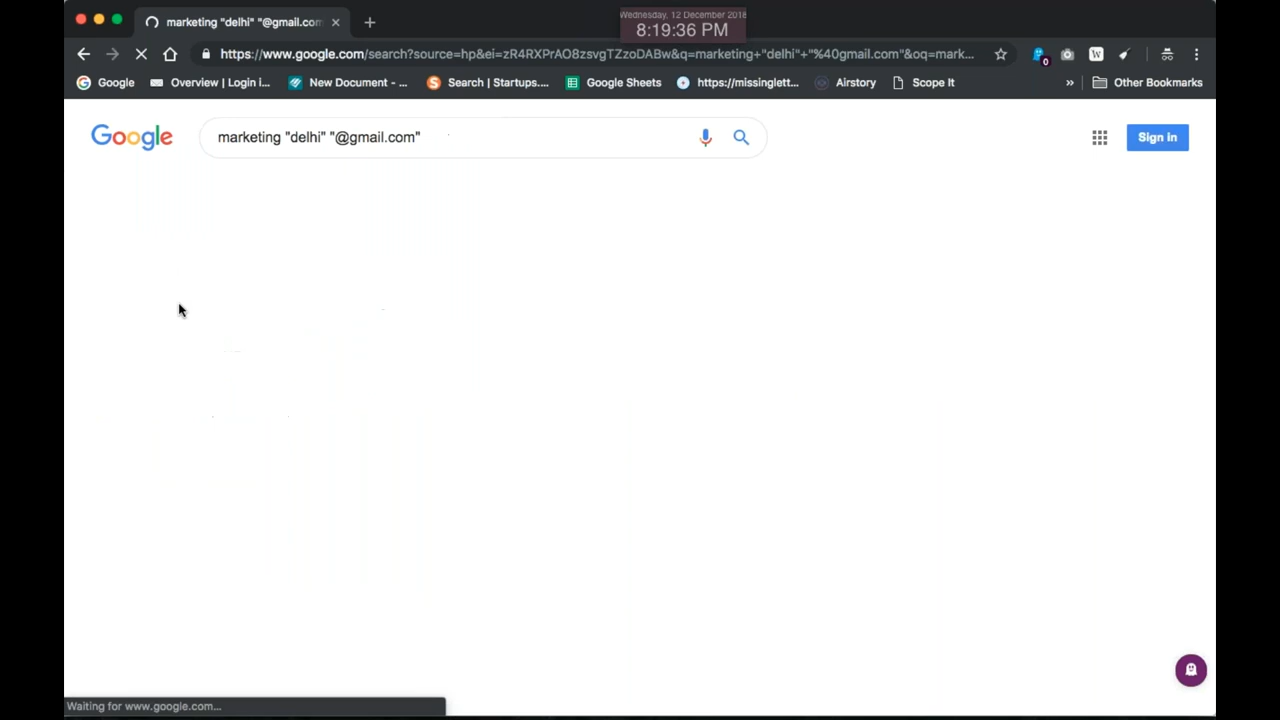 marketing "delhi" "@gmail.com
Wednesday, 12 December 2018
8:19:36 PM
https://www.google.com/search?source=hp&ei=zR4RXPrAO8zsvgTZzoDABw&q=marketing+"delhi"+"%40gmail.com"&oq=mark...
0
W
Google
Overview | Login i...
New Document - ...
S
Search | Startups....
Google Sheets
https://missinglett...
Airstory
Scope It
»
Other Bookmarks
Google
marketing "delhi" "@gmail.com"
Sign in
Waiting for www.google.com...